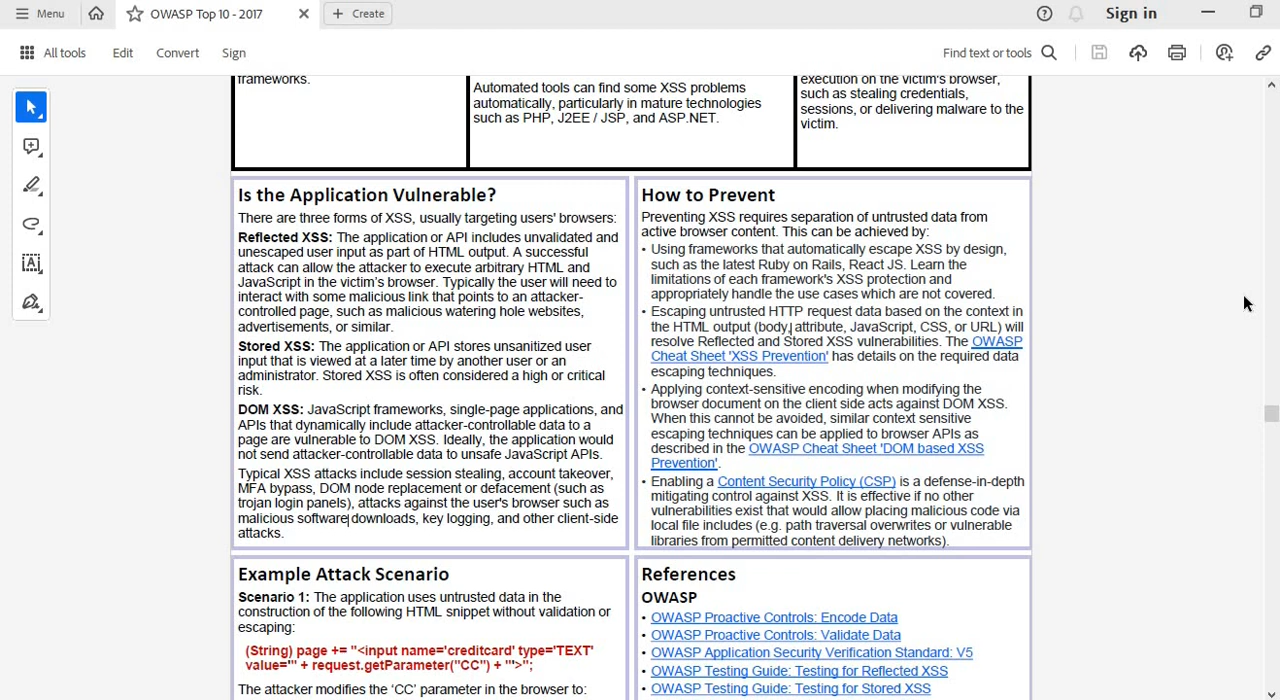 Menu
OWASP Top 10 - 2017
Create
Sign in
All tools
Edit
Convert
Sign
Find text or tools
frameworks.
Automated tools can find some XSS problems
automatically, particularly in mature technologies
such as PHP, J2EE / JSP, and ASP.NET.
execution on the victim's browser,
such as stealing credentials,
sessions, or delivering malware to the
victim.
Is the Application Vulnerable?
There are three forms of XSS, usually targeting users' browsers:
Reflected XSS: The application or API includes unvalidated and
unescaped user input as part of HTML output. A successful
attack can allow the attacker to execute arbitrary HTML and
JavaScript in the victim's browser. Typically the user will need to
interact with some malicious link that points to an attacker-
controlled page, such as malicious watering hole websites,
advertisements, or similar.
Stored XSS: The application or API stores unsanitized user
input that is viewed at a later time by another user or an
administrator. Stored XSS is often considered a high or critical
risk.
DOM XSS: JavaScript frameworks, single-page applications, and
APIs that dynamically include attacker-controllable data to a
page are vulnerable to DOM XSS. Ideally, the application would
not send attacker-controllable data to unsafe JavaScript APIs.
Typical XSS attacks include session stealing, account takeover,
MFA bypass, DOM node replacement or defacement (such as
trojan login panels), attacks against the user's browser such as
malicious software downloads, key logging, and other client-side
attacks.
How to Prevent
Preventing XSS requires separation of untrusted data from
active browser content. This can be achieved by:
• Using frameworks that automatically escape XSS by design,
such as the latest Ruby on Rails, React JS. Learn the
limitations of each framework's XSS protection and
appropriately handle the use cases which are not covered.
• Escaping untrusted HTTP request data based on the context in
the HTML output (body, attribute, JavaScript, CSS, or URL) will
resolve Reflected and Stored XSS vulnerabilities. The OWASP
Cheat Sheet 'XSS Prevention' has details on the required data
escaping techniques.
• Applying context-sensitive encoding when modifying the
browser document on the client side acts against DOM XSS.
When this cannot be avoided, similar context sensitive
escaping techniques can be applied to browser APIs as
described in the OWASP Cheat Sheet 'DOM based XSS
Prevention'.
• Enabling a Content Security Policy (CSP) is a defense-in-depth
mitigating control against XSS. It is effective if no other
vulnerabilities exist that would allow placing malicious code via
local file includes (e.g. path traversal overwrites or vulnerable
libraries from permitted content delivery networks).
Example Attack Scenario
Scenario 1: The application uses untrusted data in the
construction of the following HTML snippet without validation or
escaping:
(String) page += "<input name='creditcard' type='TEXT'
value='" + request.getParameter("CC") + "'>";
The attacker modifies the 'CC' parameter in the browser to:
References
OWASP
• OWASP Proactive Controls: Encode Data
• OWASP Proactive Controls: Validate Data
• OWASP Application Security Verification Standard: V5
• OWASP Testing Guide: Testing for Reflected XSS
• OWASP Testing Guide: Testing for Stored XSS